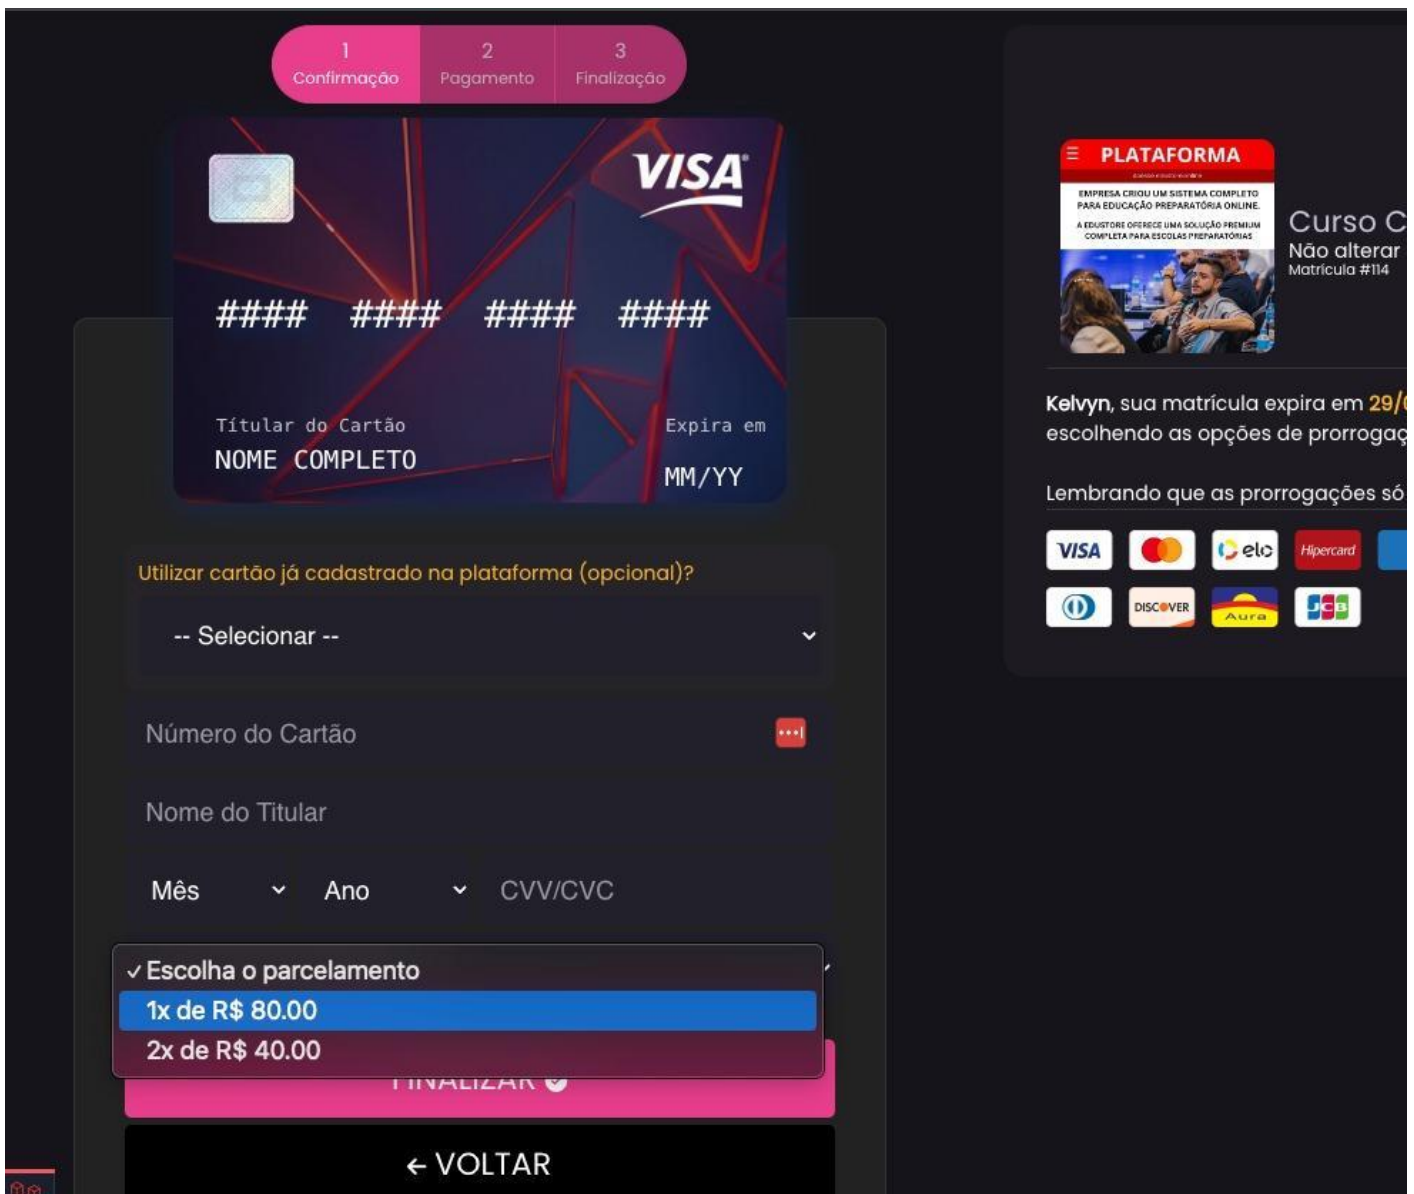 1
Confirmação
2
Pagamento
3
Finalização
VISA
#### #### #### ####
Títular do Cartão
NOME COMPLETO
Expira em
MM/YY
Utilizar cartão já cadastrado na plataforma (opcional)?
-- Selecionar --
Número do Cartão
Nome do Titular
Mês
Ano
CVV/CVC
✓ Escolha o parcelamento
1x de R$ 80.00
2x de R$ 40.00
FINALIZAR
← VOLTAR
PLATAFORMA
EMPRESA CRIOU UM SISTEMA COMPLETO
PARA EDUCAÇÃO PREPARATÓRIA ONLINE.
A EDUSTORE OFERECE UMA SOLUÇÃO PREMIUM
COMPLETA PARA ESCOLAS PREPARATÓRIAS
Curso C
Não alterar
Matrícula #114
Kelvyn, sua matrícula expira em 29/
escolhendo as opções de prorrogaç
Lembrando que as prorrogações só
VISA
elo
Hipercard
DISCOVER
Aura
JCB